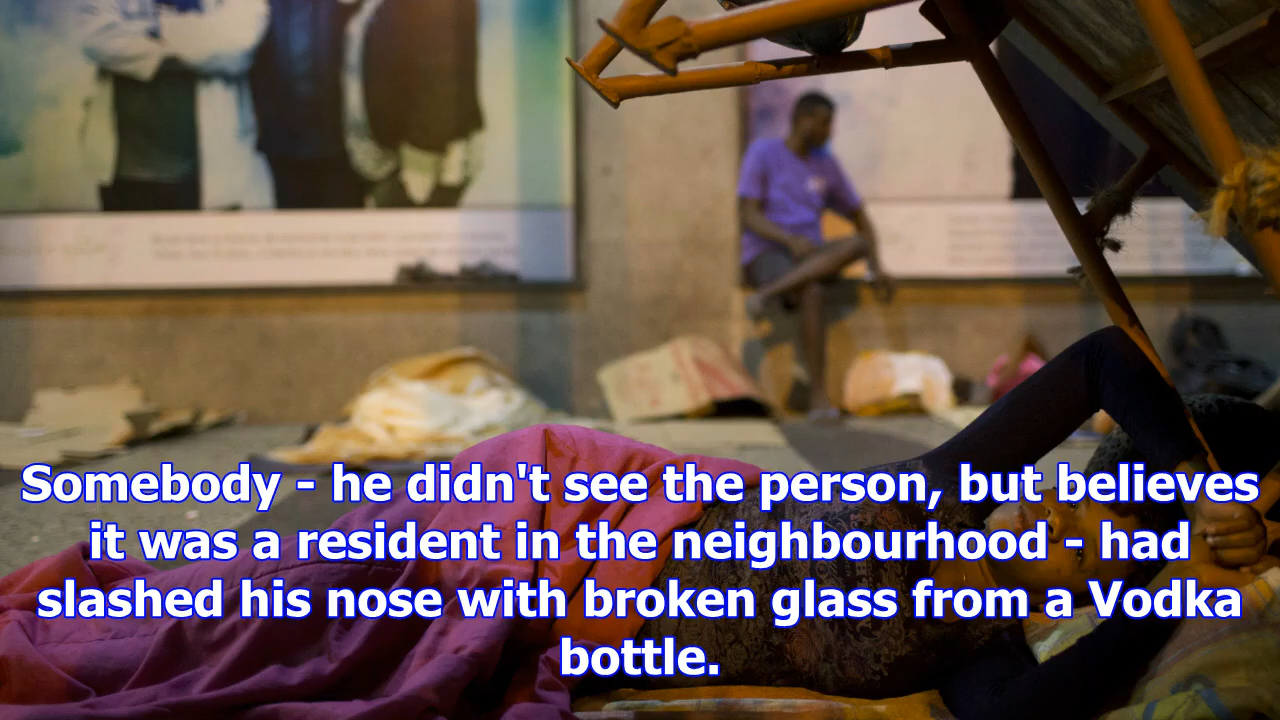 Somebody - he didn't see the person, but believes
it was a resident in the neighbourhood - had
slashed his nose with broken glass from a Vodka
bottle.